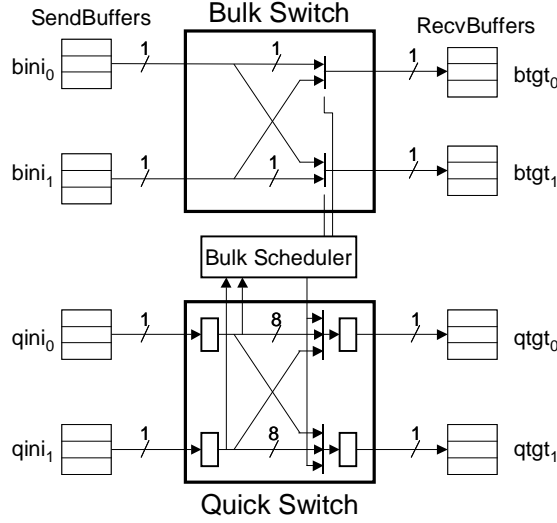 Bulk Switch
SendBuffers
RecvBuffers
bini₀ 1 1 1 btgt₀
bini₁ 1 1 1 btgt₁
Bulk Scheduler
qini₀ 1 8 1 qtgt₀
qini₁ 1 8 1 qtgt₁
Quick Switch